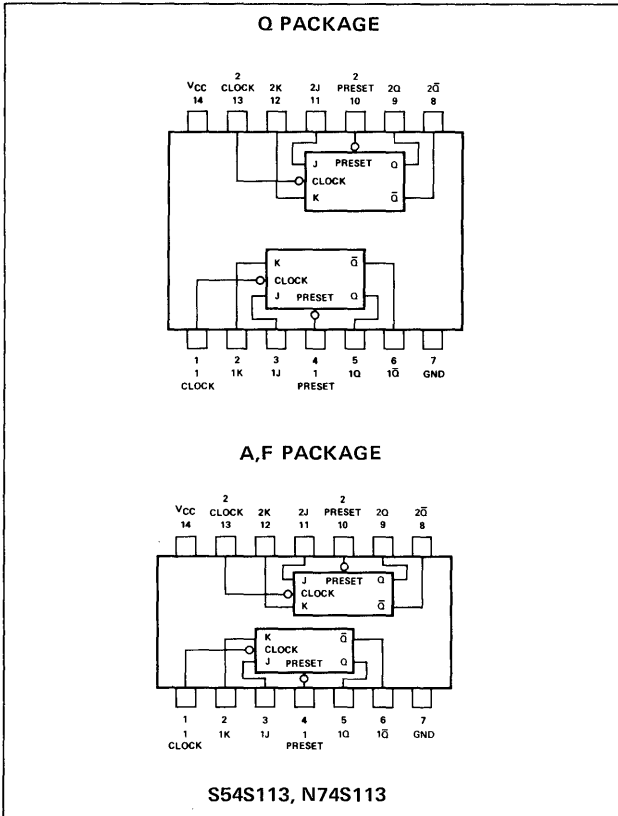 Q PACKAGE
2 2
VCC CLOCK 2K 2J PRESET 2Q 2Q̅
14 13 12 11 10 9 8
J PRESET Q
CLOCK
K Q̅
K Q̅
CLOCK
J PRESET Q
1 2 3 4 5 6 7
1 1K 1J 1 1Q 1Q̅ GND
CLOCK PRESET
A,F PACKAGE
2 2
VCC CLOCK 2K 2J PRESET 2Q 2Q̅
14 13 12 11 10 9 8
J PRESET Q
CLOCK
K Q̅
K Q̅
CLOCK
J PRESET Q
1 2 3 4 5 6 7
1 1K 1J 1 1Q 1Q̅ GND
CLOCK PRESET
S54S113, N74S113